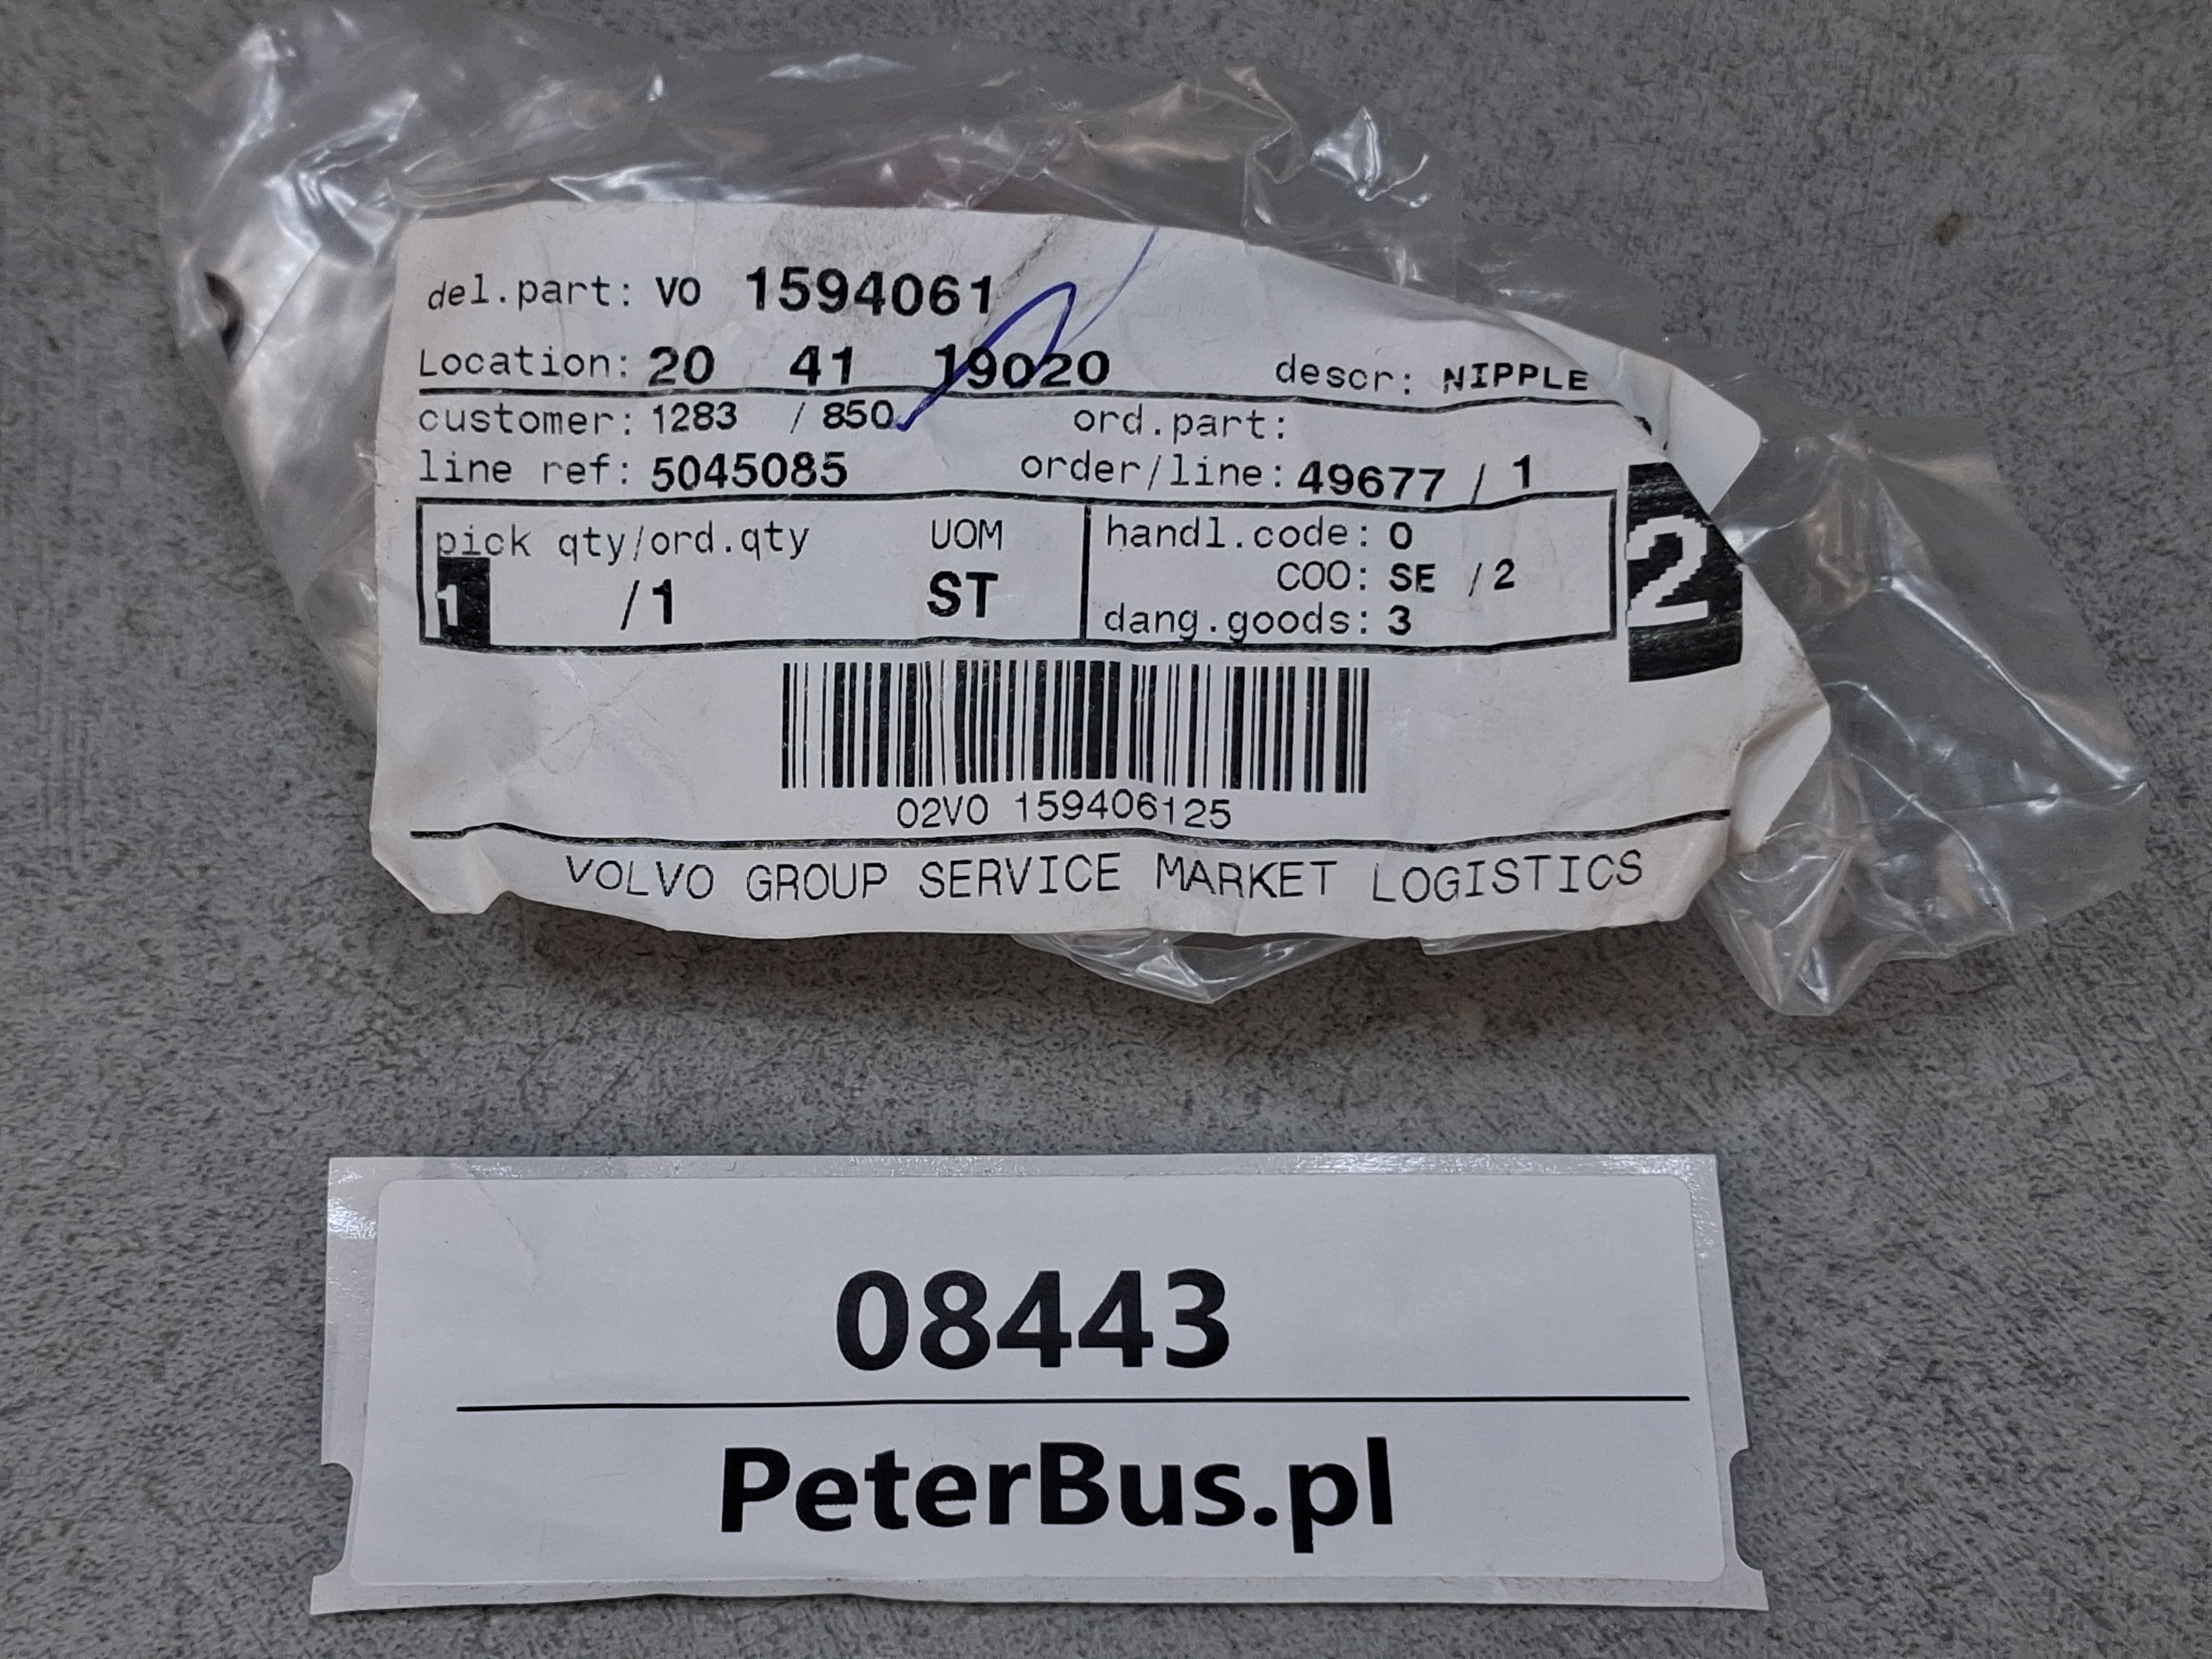 del.part: VO 1594061
Location: 20 41 19020 descr: NIPPLE
customer: 1283 / 850 ord.part:
line ref: 5045085 order/line: 49677 / 1
pick qty/ord.qty UOM handl.code: 0
1 /1 ST COO: SE / 2
dang.goods: 3
2
02VO 159406125
VOLVO GROUP SERVICE MARKET LOGISTICS
08443
PeterBus.pl